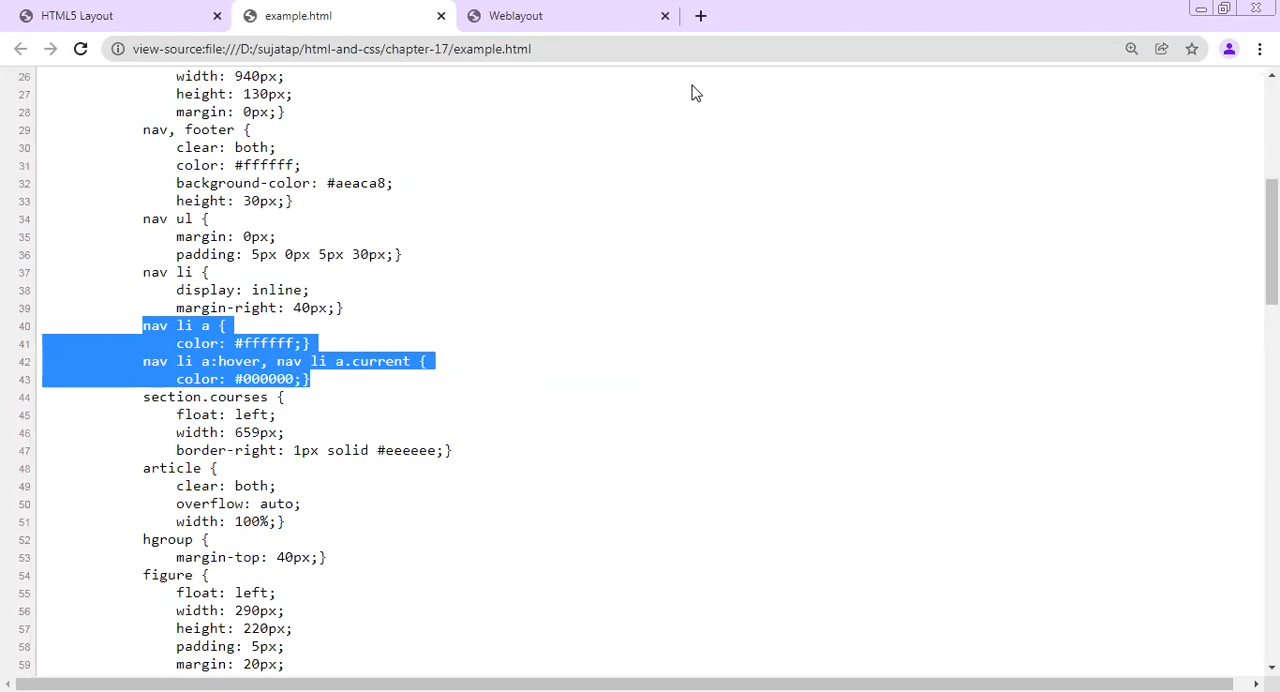 HTML5 Layout
example.html
Weblayout
view-source:file:///D:/sujatap/html-and-css/chapter-17/example.html
26 width: 940px;
27 height: 130px;
28 margin: 0px;}
29 nav, footer {
30 clear: both;
31 color: #ffffff;
32 background-color: #aeaca8;
33 height: 30px;}
34 nav ul {
35 margin: 0px;
36 padding: 5px 0px 5px 30px;}
37 nav li {
38 display: inline;
39 margin-right: 40px;}
40 nav li a {
41 color: #ffffff;}
42 nav li a:hover, nav li a.current {
43 color: #000000;}
44 section.courses {
45 float: left;
46 width: 659px;
47 border-right: 1px solid #eeeeee;}
48 article {
49 clear: both;
50 overflow: auto;
51 width: 100%;}
52 hgroup {
53 margin-top: 40px;}
54 figure {
55 float: left;
56 width: 290px;
57 height: 220px;
58 padding: 5px;
59 margin: 20px;